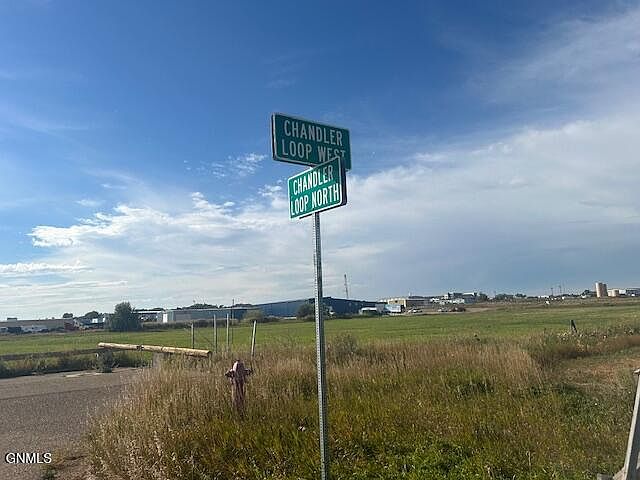 CHANDLER
LOOP WEST
CHANDLER
LOOP NORTH
GNMLS